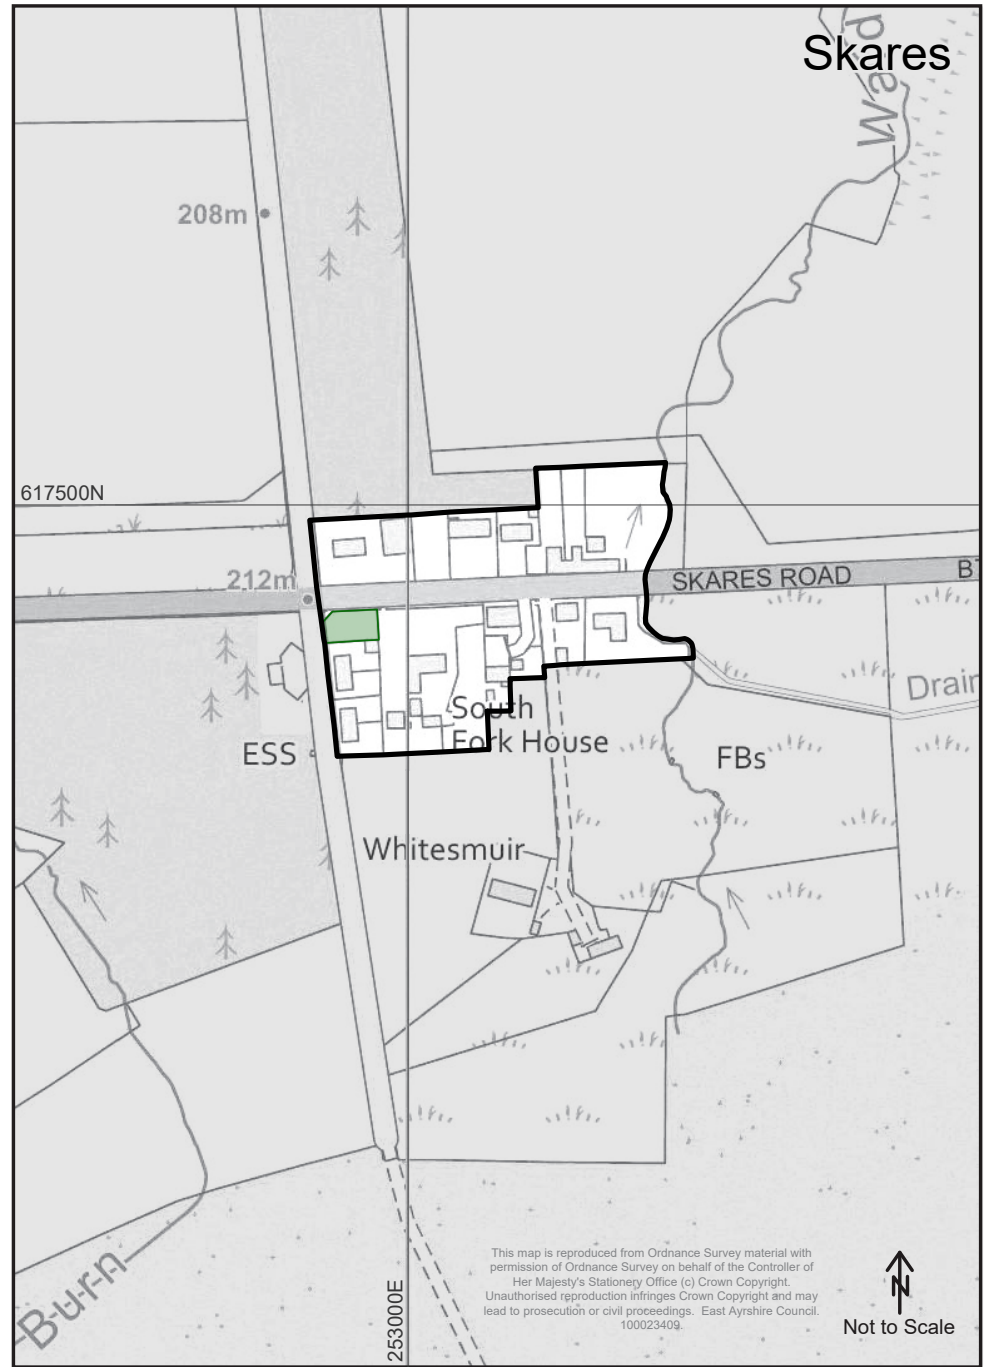 Skares
Wa
208m
617500N
212m
SKARES ROAD
Drain
South
Fork House
ESS
FBs
Whitesmuir
Burn
253000E
This map is reproduced from Ordnance Survey material with
permission of Ordnance Survey on behalf of the Controller of
Her Majesty's Stationery Office (c) Crown Copyright.
Unauthorised reproduction infringes Crown Copyright and may
lead to prosecution or civil proceedings. East Ayrshire Council.
100023409.
N
Not to Scale